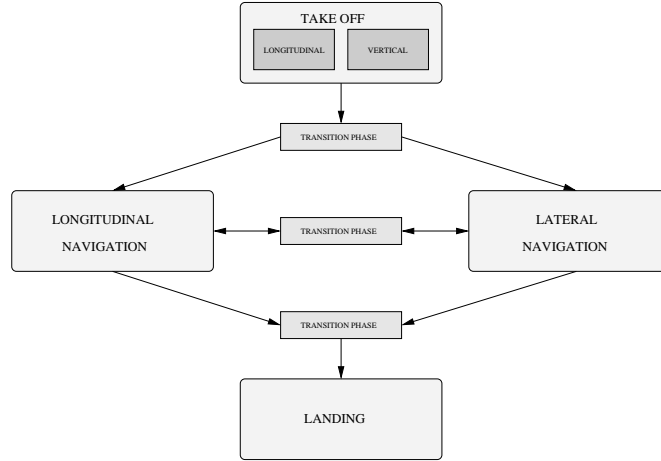 TAKE OFF
LONGITUDINAL
VERTICAL
TRANSITION PHASE
LONGITUDINAL
NAVIGATION
TRANSITION PHASE
LATERAL
NAVIGATION
TRANSITION PHASE
LANDING